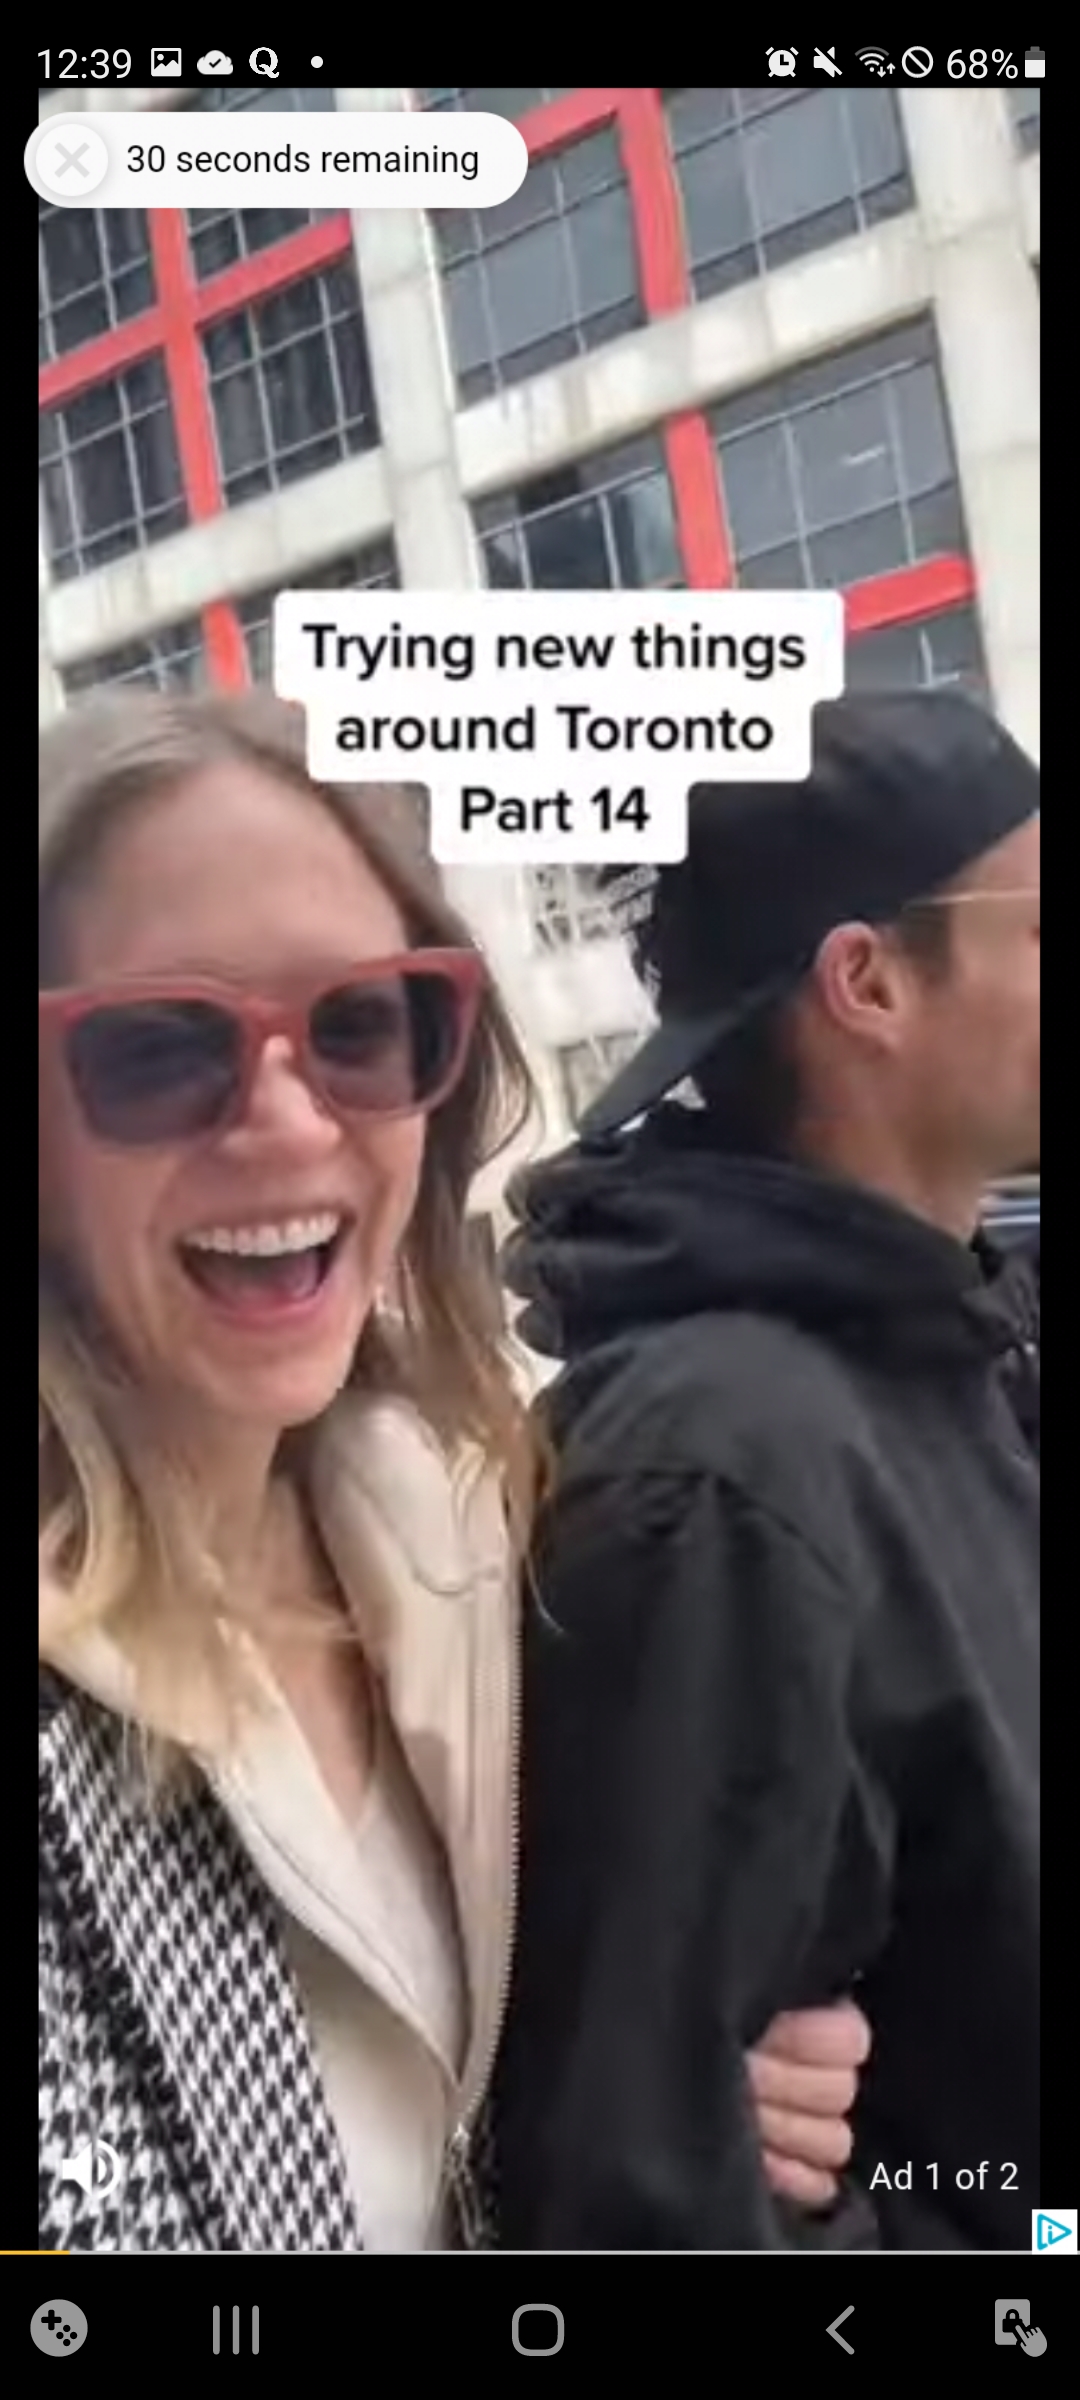 12:39
68%
30 seconds remaining
Trying new things
around Toronto
Part 14
Ad 1 of 2